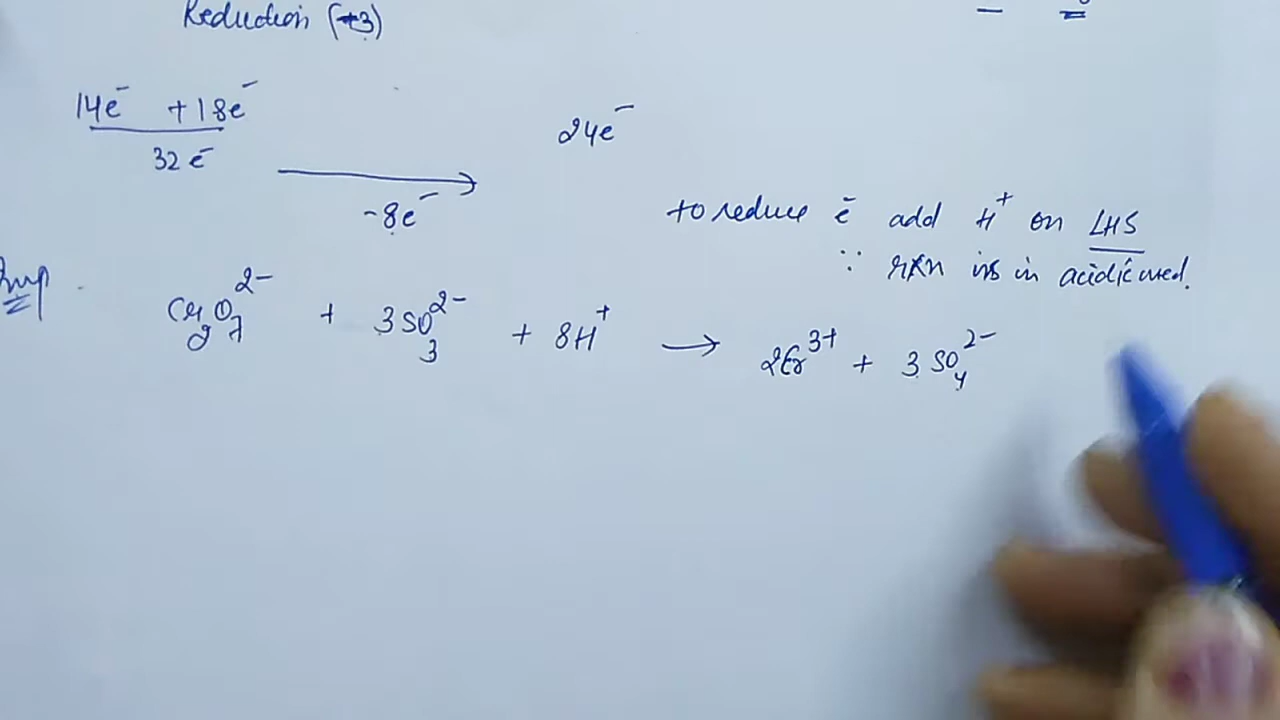 Reduction (+3)
14e⁻ + 18e⁻
32e⁻
24e⁻
-8e⁻
to reduce e⁻ add H⁺ on LHS
∵ rxn is in acidic med.
Imp
Cr₂O₇²⁻ + 3SO₃²⁻ + 8H⁺ → 2Cr³⁺ + 3SO₄²⁻